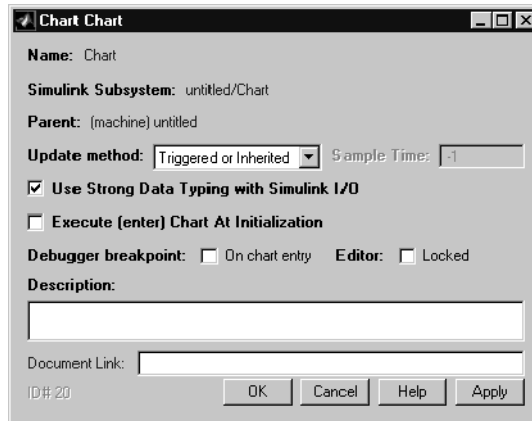 Chart Chart
Name: Chart
Simulink Subsystem: untitled/Chart
Parent: (machine) untitled
Update method: Triggered or Inherited Sample Time: -1
Use Strong Data Typing with Simulink I/O
Execute (enter) Chart At Initialization
Debugger breakpoint: On chart entry Editor: Locked
Description:
Document Link:
ID# 20 OK Cancel Help Apply